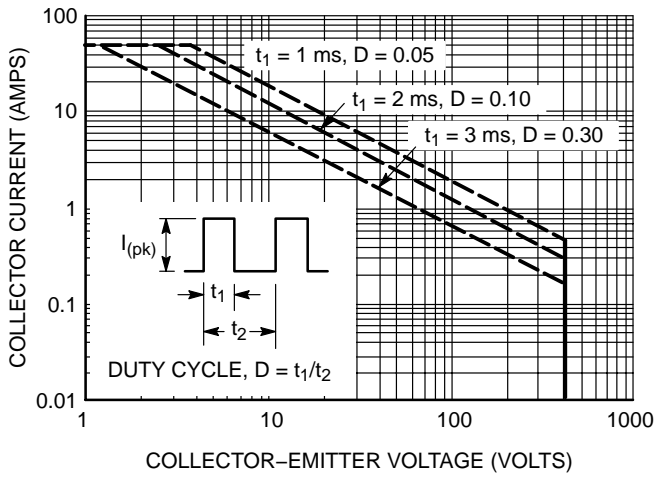 COLLECTOR CURRENT (AMPS)
100
10
1
0.1
0.01
t1 = 1 ms, D = 0.05
t1 = 2 ms, D = 0.10
t1 = 3 ms, D = 0.30
I(pk)
t1
t2
DUTY CYCLE, D = t1/t2
1
10
100
1000
COLLECTOR−EMITTER VOLTAGE (VOLTS)